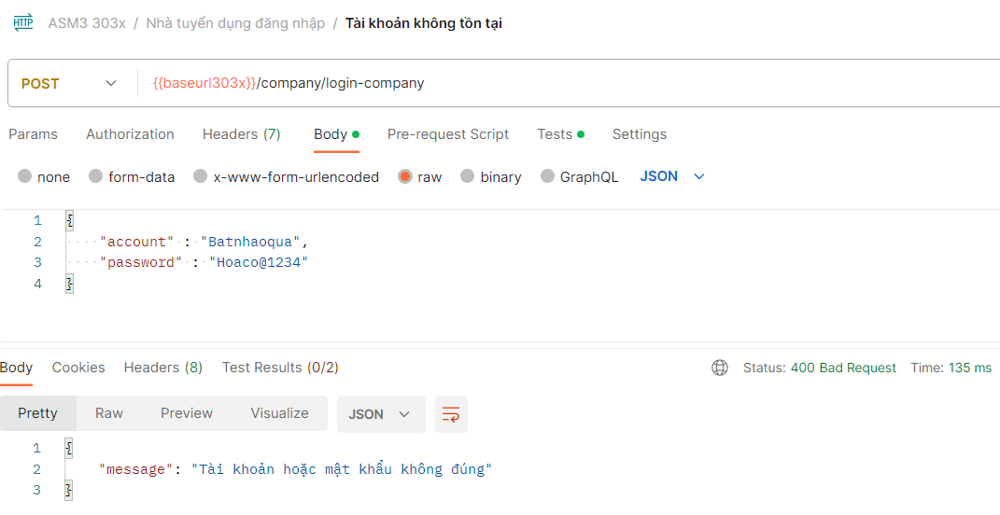 HTTP ASM3 303x / Nhà tuyển dụng đăng nhập / Tài khoản không tồn tại
POST {{baseurl303x}}/company/login-company
Params Authorization Headers (7) Body Pre-request Script Tests Settings
none form-data x-www-form-urlencoded raw binary GraphQL JSON
1 {
2 "account" : "Batnhaoqua",
3 "password" : "Hoaco@1234"
4 }
Body Cookies Headers (8) Test Results (0/2) Status: 400 Bad Request Time: 135 ms
Pretty Raw Preview Visualize JSON
1 {
2 "message": "Tài khoản hoặc mật khẩu không đúng"
3 }